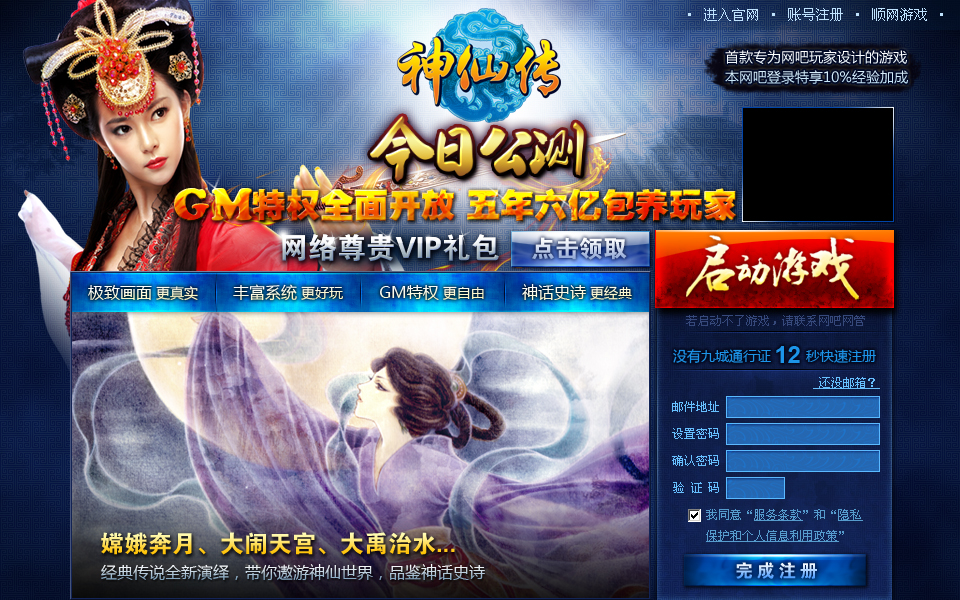 · 进入官网 · 账号注册 · 顺网游戏 ·
神仙传
首款专为网吧玩家设计的游戏
本网吧登录特享10%经验加成
今日公测
GM特权全面开放 五年六亿包养玩家
网络尊贵VIP礼包 点击领取
启动游戏
极致画面 更真实 丰富系统 更好玩 GM特权 更自由 神话史诗 更经典
若启动不了游戏，请联系网吧网管
没有九城通行证 12 秒快速注册
还没邮箱？
邮件地址
设置密码
确认密码
验 证 码
我同意“服务条款”和“隐私
保护和个人信息利用政策”
完成注册
嫦娥奔月、大闹天宫、大禹治水...
经典传说全新演绎，带你遨游神仙世界，品鉴神话史诗